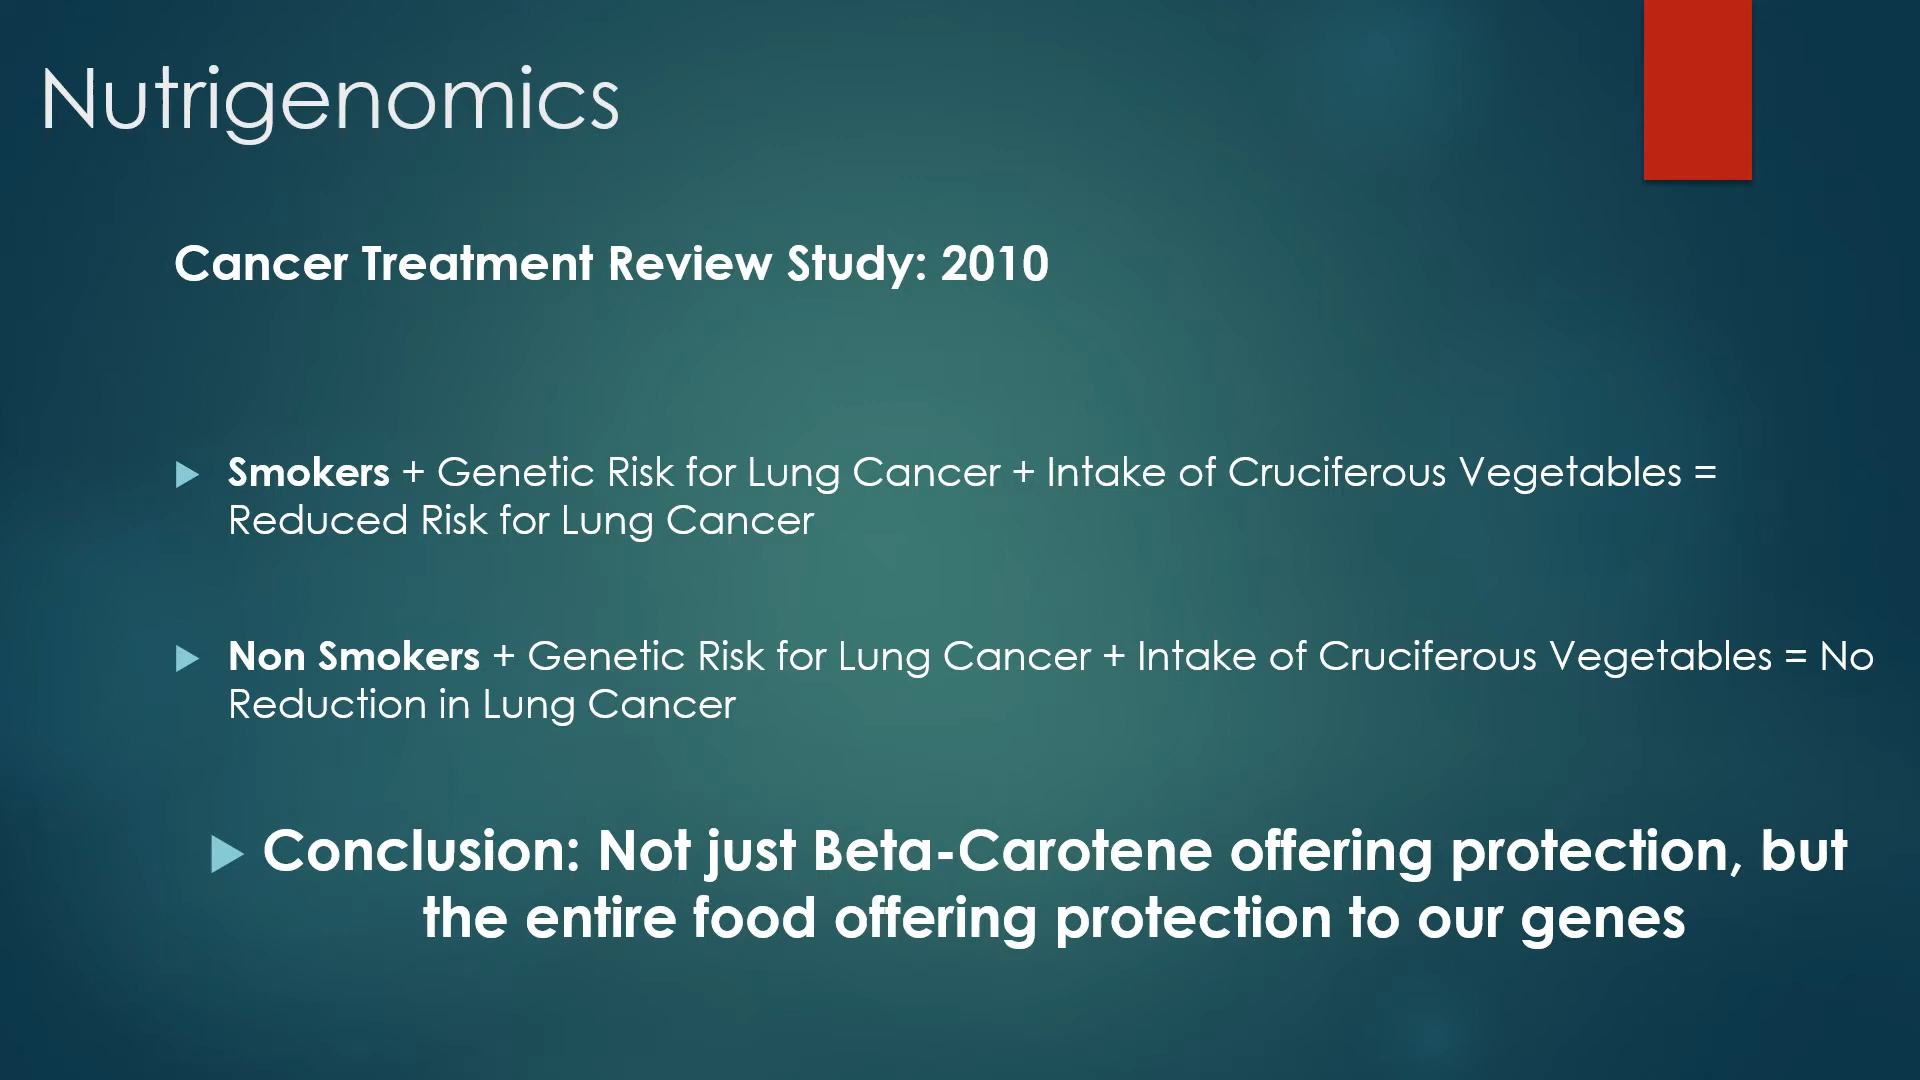 Nutrigenomics
Cancer Treatment Review Study: 2010
Smokers + Genetic Risk for Lung Cancer + Intake of Cruciferous Vegetables =
Reduced Risk for Lung Cancer
Non Smokers + Genetic Risk for Lung Cancer + Intake of Cruciferous Vegetables = No
Reduction in Lung Cancer
Conclusion: Not just Beta-Carotene offering protection, but
the entire food offering protection to our genes